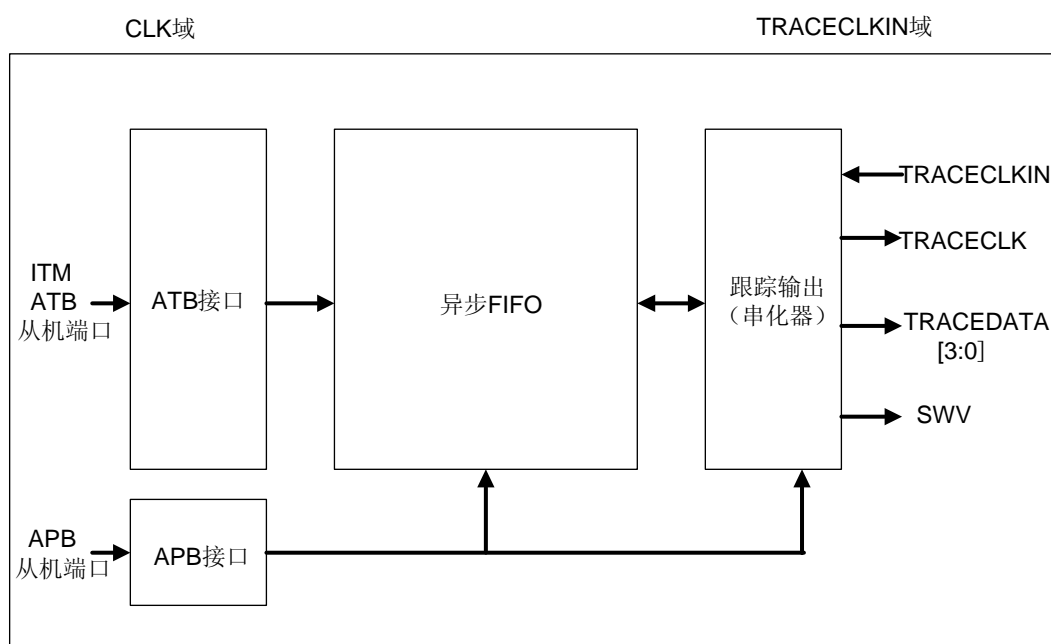 CLK域
TRACECLKIN域
ITM
ATB
从机端口
ATB接口
异步FIFO
跟踪输出
（串化器）
TRACECLKIN
TRACECLK
TRACEDATA
[3:0]
SWV
APB
从机端口
APB接口